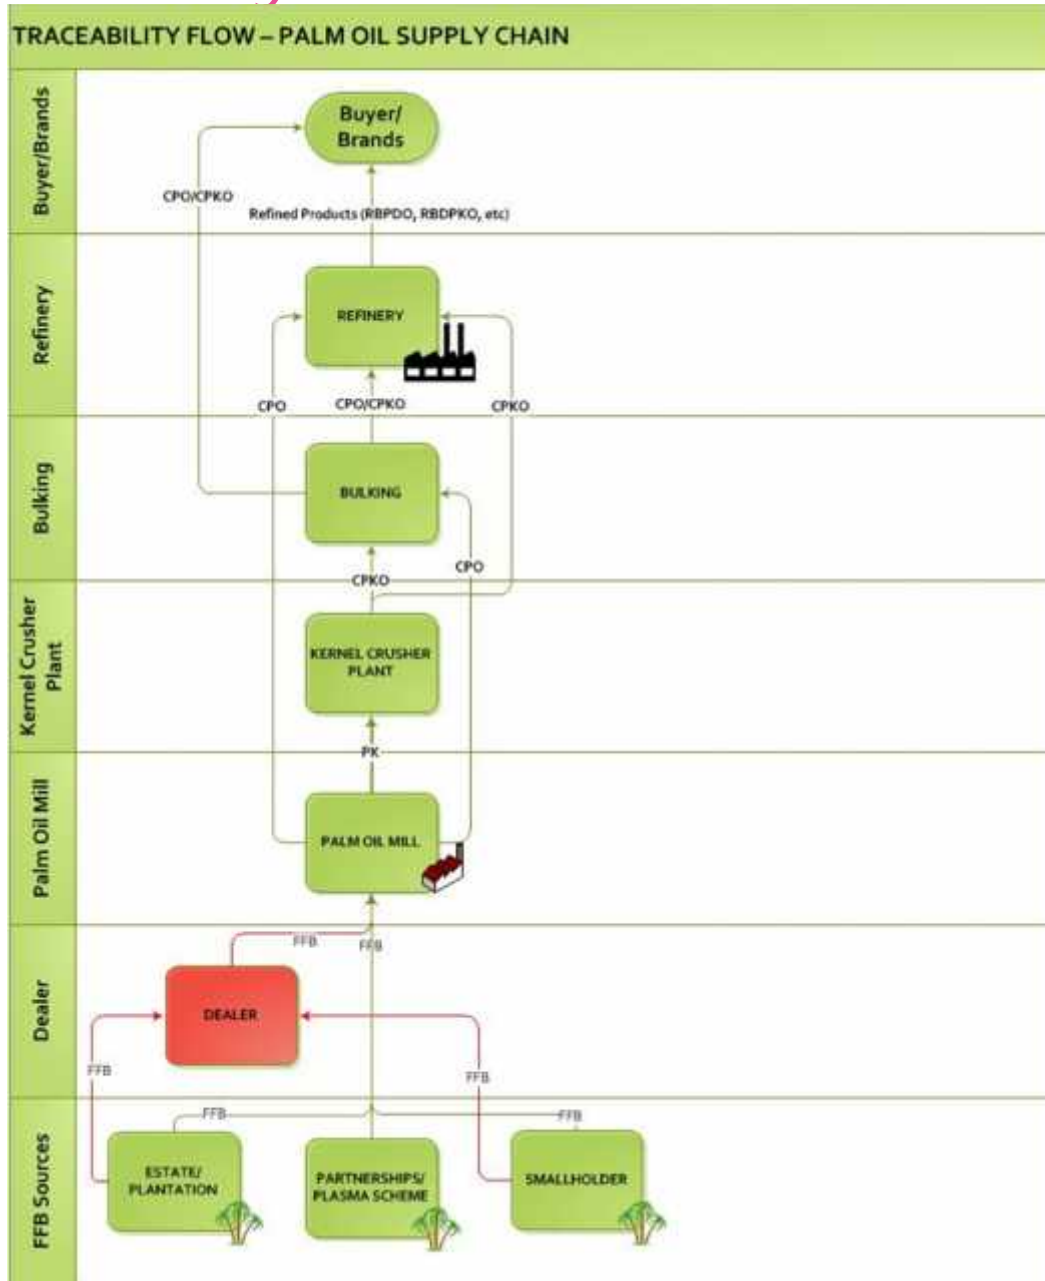 TRACEABILITY FLOW – PALM OIL SUPPLY CHAIN
Buyer/Brands
Buyer/
Brands
CPO/CPKO
Refined Products (RBPDO, RBDPKO, etc)
Refinery
REFINERY
CPO
CPO/CPKO
CPKO
Bulking
BULKING
CPKO
CPO
Kernel Crusher
Plant
KERNEL CRUSHER
PLANT
PK
Palm Oil Mill
PALM OIL MILL
FFB
FFB
Dealer
DEALER
FFB
FFB
FFB
FFB
FFB Sources
ESTATE/
PLANTATION
PARTNERSHIPS/
PLASMA SCHEME
SMALLHOLDER